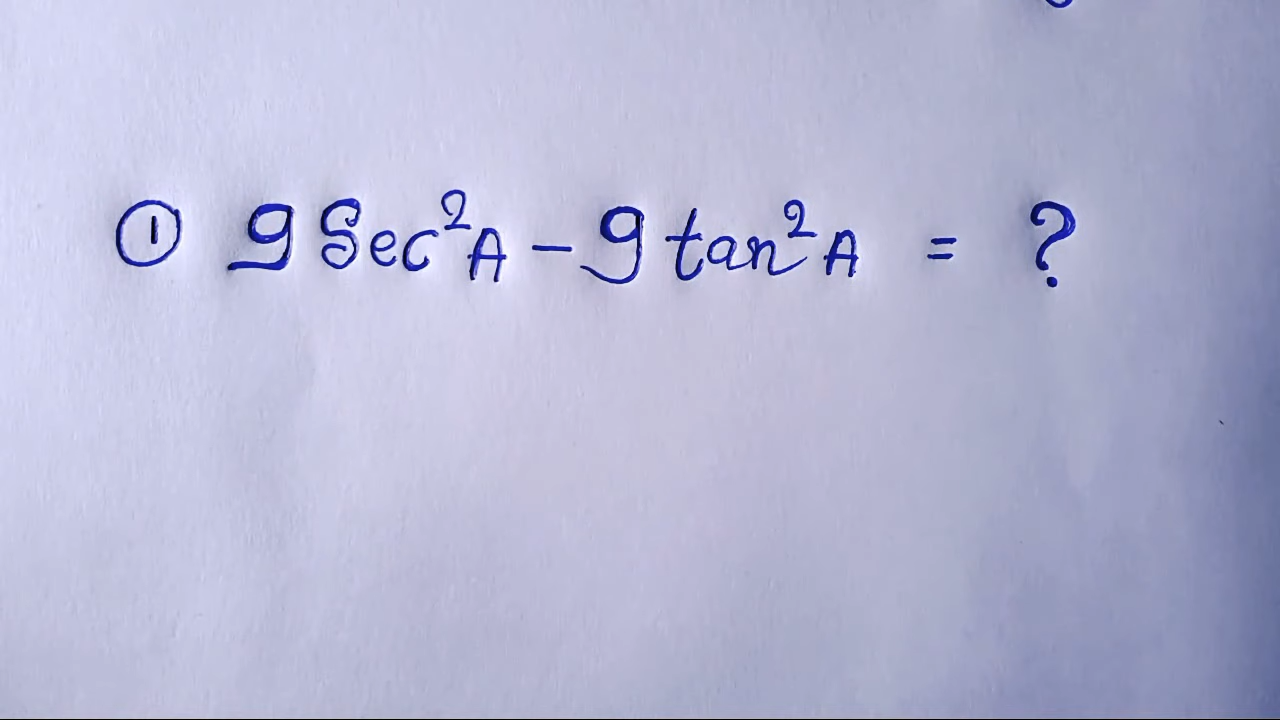 ① 9 Sec²A - 9 tan²A = ?